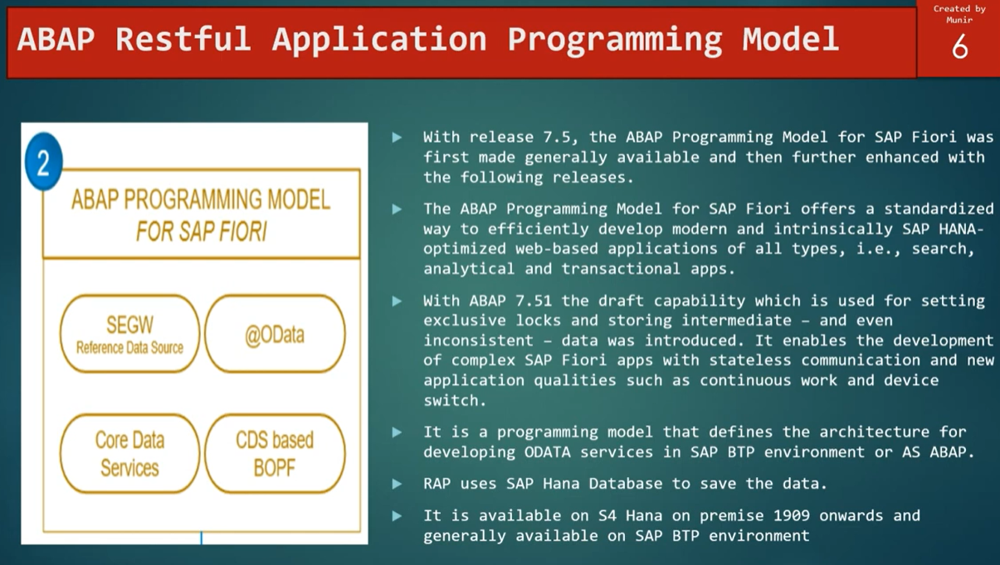 ABAP Restful Application Programming Model
Created by
Munir
6
2
ABAP PROGRAMMING MODEL
FOR SAP FIORI
SEGW
Reference Data Source
@OData
Core Data
Services
CDS based
BOPF
With release 7.5, the ABAP Programming Model for SAP Fiori was
first made generally available and then further enhanced with
the following releases.
The ABAP Programming Model for SAP Fiori offers a standardized
way to efficiently develop modern and intrinsically SAP HANA-
optimized web-based applications of all types, i.e., search,
analytical and transactional apps.
With ABAP 7.51 the draft capability which is used for setting
exclusive locks and storing intermediate – and even
inconsistent – data was introduced. It enables the development
of complex SAP Fiori apps with stateless communication and new
application qualities such as continuous work and device
switch.
It is a programming model that defines the architecture for
developing ODATA services in SAP BTP environment or AS ABAP.
RAP uses SAP Hana Database to save the data.
It is available on S4 Hana on premise 1909 onwards and
generally available on SAP BTP environment